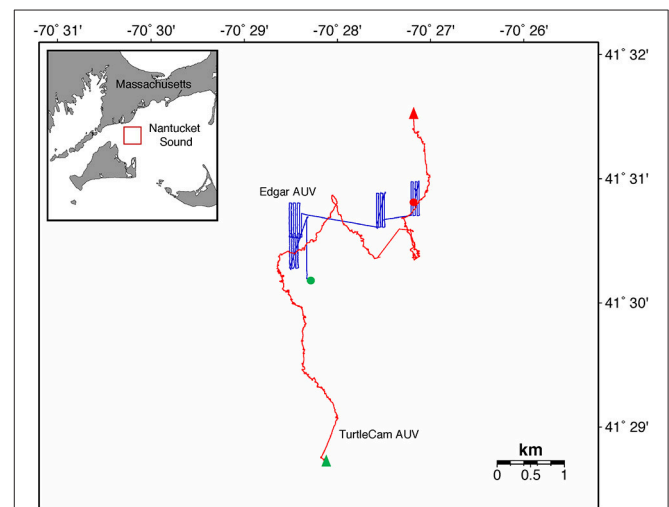 -70˚ 31' -70˚ 30' -70˚ 29' -70˚ 28' -70˚ 27' -70˚ 26'
41˚ 32'
Massachusetts
Nantucket
Sound
41˚ 31'
Edgar AUV
41˚ 30'
41˚ 29'
TurtleCam AUV
km
0 0.5 1